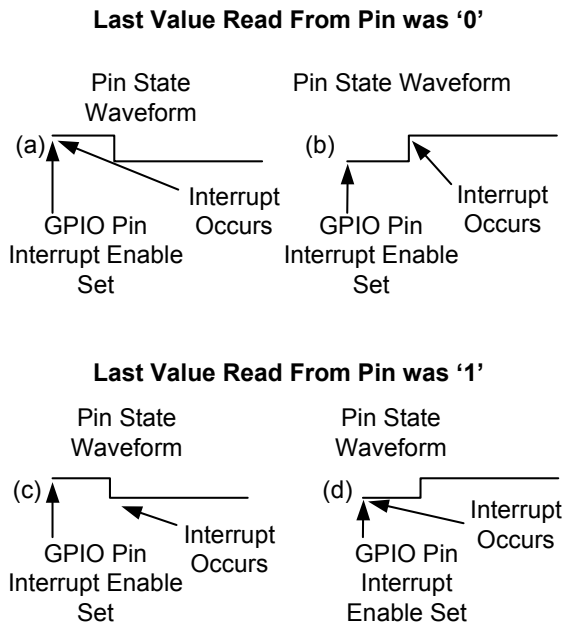 Last Value Read From Pin was ‘0’
Pin State
Waveform
(a)
Interrupt
Occurs
GPIO Pin
Interrupt Enable
Set
Pin State Waveform
(b)
Interrupt
Occurs
GPIO Pin
Interrupt Enable
Set
Last Value Read From Pin was ‘1’
Pin State
Waveform
(c)
Interrupt
Occurs
GPIO Pin
Interrupt Enable
Set
Pin State
Waveform
(d)
Interrupt
Occurs
GPIO Pin
Interrupt
Enable Set